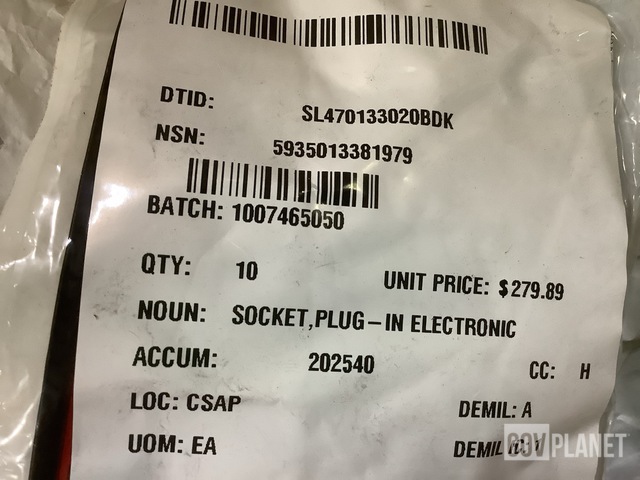 DTID: SL470133020BDK
NSN: 5935013381979
BATCH: 1007465050
QTY: 10 UNIT PRICE: $279.89
NOUN: SOCKET,PLUG-IN ELECTRONIC
ACCUM: 202540 CC: H
LOC: CSAP DEMIL: A
UOM: EA DEMIL
GOVPLANET